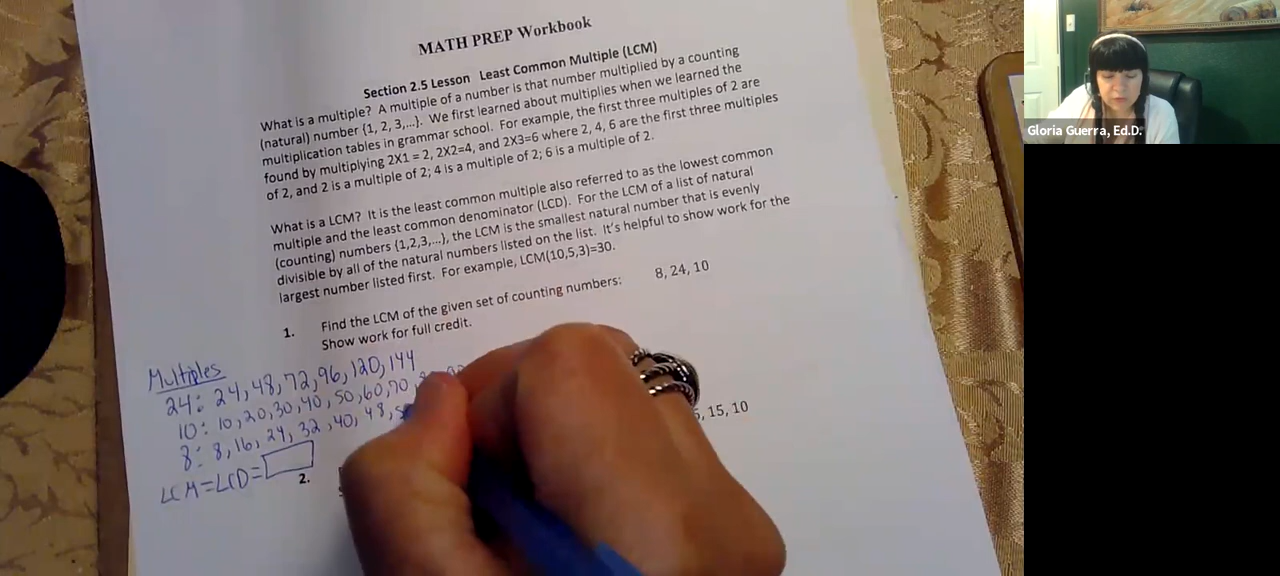 MATH PREP Workbook
Section 2.5 Lesson Least Common Multiple (LCM)
What is a multiple? A multiple of a number is that number multiplied by a counting
(natural) number {1, 2, 3,...}. We first learned about multiplies when we learned the
multiplication tables in grammar school. For example, the first three multiples of 2 are
found by multiplying 2X1 = 2, 2X2=4, and 2X3=6 where 2, 4, 6 are the first three multiples
of 2, and 2 is a multiple of 2; 4 is a multiple of 2; 6 is a multiple of 2.
What is a LCM? It is the least common multiple also referred to as the lowest common
multiple and the least common denominator (LCD). For the LCM of a list of natural
(counting) numbers {1,2,3,...}, the LCM is the smallest natural number that is evenly
divisible by all of the natural numbers listed on the list. It's helpful to show work for the
largest number listed first. For example, LCM(10,5,3)=30.
1. Find the LCM of the given set of counting numbers: 8, 24, 10
Show work for full credit.
Multiples
24: 24, 48, 72, 96, 120, 144
10: 10, 20, 30, 40, 50, 60, 70
8: 8, 16, 24, 32, 40, 48,
LCM=LCD=
2. 15, 10
Gloria Guerra, Ed.D.